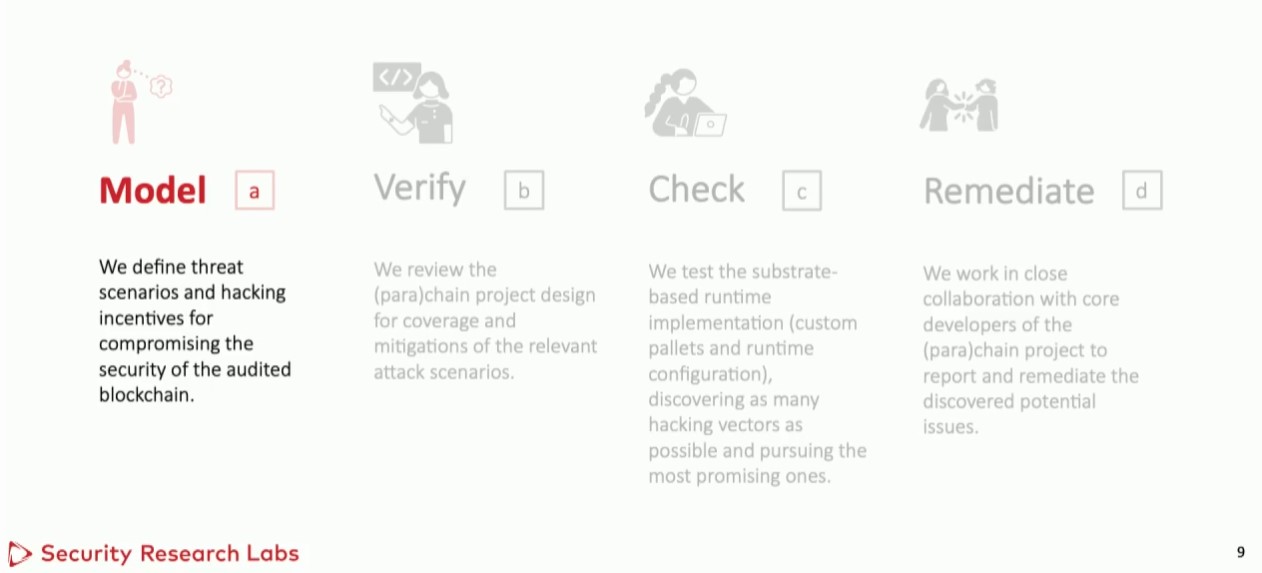 ?
</>
Model
a
Verify
b
Check
c
Remediate
d
We define threat
scenarios and hacking
incentives for
compromising the
security of the audited
blockchain.
We review the
(para)chain project design
for coverage and
mitigations of the relevant
attack scenarios.
We test the substrate-
based runtime
implementation (custom
pallets and runtime
configuration),
discovering as many
hacking vectors as
possible and pursuing the
most promising ones.
We work in close
collaboration with core
developers of the
(para)chain project to
report and remediate the
discovered potential
issues.
Security Research Labs
9